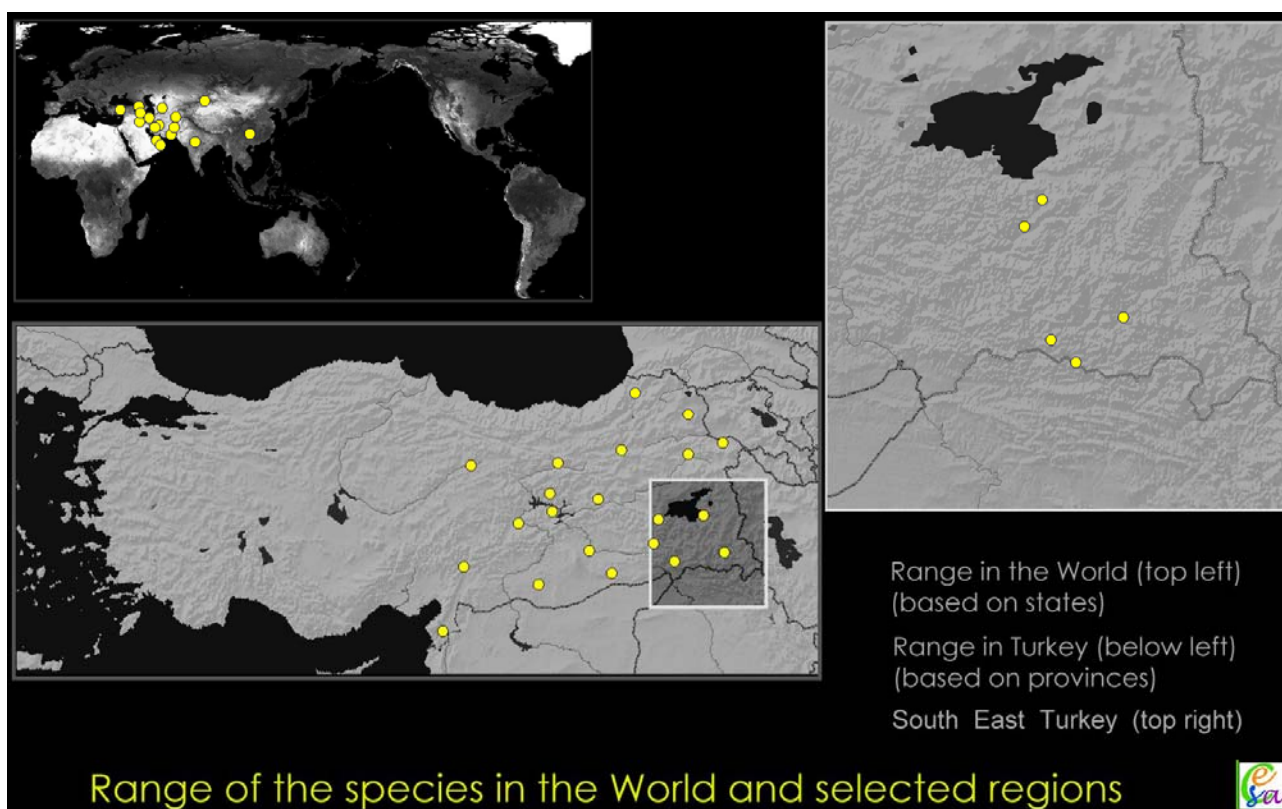 Range in the World (top left)
(based on states)
Range in Turkey (below left)
(based on provinces)
South East Turkey (top right)
Range of the species in the World and selected regions